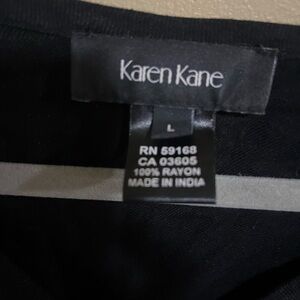 Karen Kane
L
RN 59168
CA 03605
100% RAYON
MADE IN INDIA